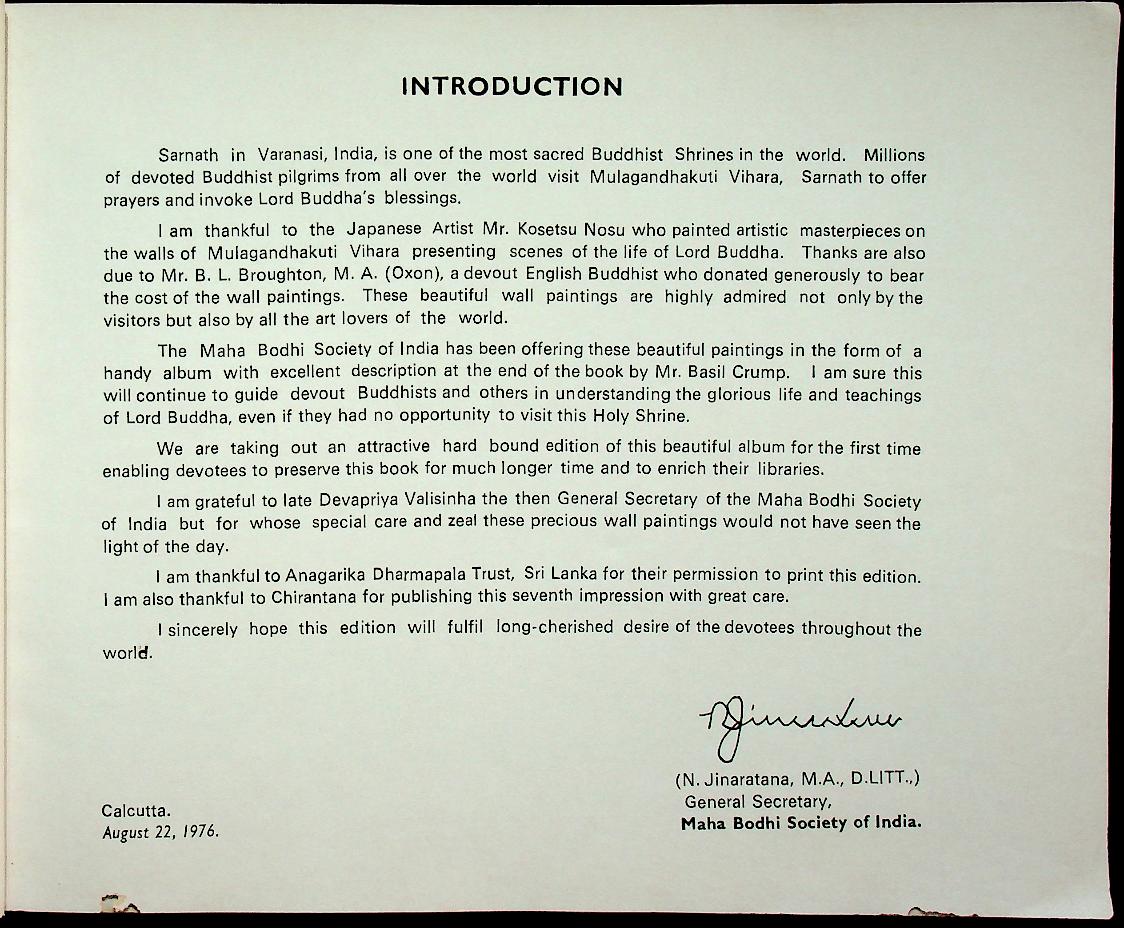 INTRODUCTION
Sarnath in Varanasi, India, is one of the most sacred Buddhist Shrines in the world. Millions
of devoted Buddhist pilgrims from all over the world visit Mulagandhakuti Vihara, Sarnath to offer
prayers and invoke Lord Buddha's blessings.
I am thankful to the Japanese Artist Mr. Kosetsu Nosu who painted artistic masterpieces on
the walls of Mulagandhakuti Vihara presenting scenes of the life of Lord Buddha. Thanks are also
due to Mr. B. L. Broughton, M. A. (Oxon), a devout English Buddhist who donated generously to bear
the cost of the wall paintings. These beautiful wall paintings are highly admired not only by the
visitors but also by all the art lovers of the world.
The Maha Bodhi Society of India has been offering these beautiful paintings in the form of a
handy album with excellent description at the end of the book by Mr. Basil Crump. I am sure this
will continue to guide devout Buddhists and others in understanding the glorious life and teachings
of Lord Buddha, even if they had no opportunity to visit this Holy Shrine.
We are taking out an attractive hard bound edition of this beautiful album for the first time
enabling devotees to preserve this book for much longer time and to enrich their libraries.
I am grateful to late Devapriya Valisinha the then General Secretary of the Maha Bodhi Society
of India but for whose special care and zeal these precious wall paintings would not have seen the
light of the day.
I am thankful to Anagarika Dharmapala Trust, Sri Lanka for their permission to print this edition.
I am also thankful to Chirantana for publishing this seventh impression with great care.
I sincerely hope this edition will fulfil long-cherished desire of the devotees throughout the
world.
N Jinaratana
(N. Jinaratana, M.A., D.LITT.,)
General Secretary,
Maha Bodhi Society of India.
Calcutta.
August 22, 1976.